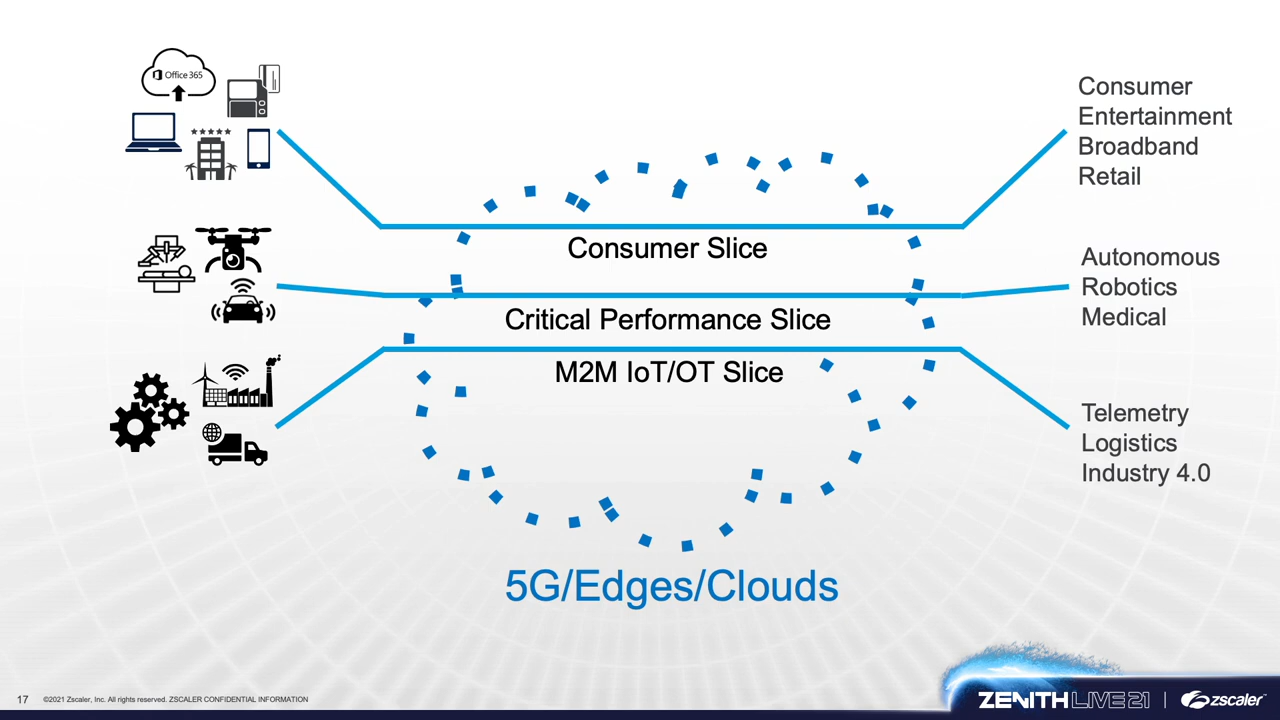 Office 365
Consumer
Entertainment
Broadband
Retail
Consumer Slice
Autonomous
Robotics
Medical
Critical Performance Slice
M2M IoT/OT Slice
Telemetry
Logistics
Industry 4.0
5G/Edges/Clouds
17 ©2021 Zscaler, Inc. All rights reserved. ZSCALER CONFIDENTIAL INFORMATION
ZENITH LIVE 21 | zscaler™